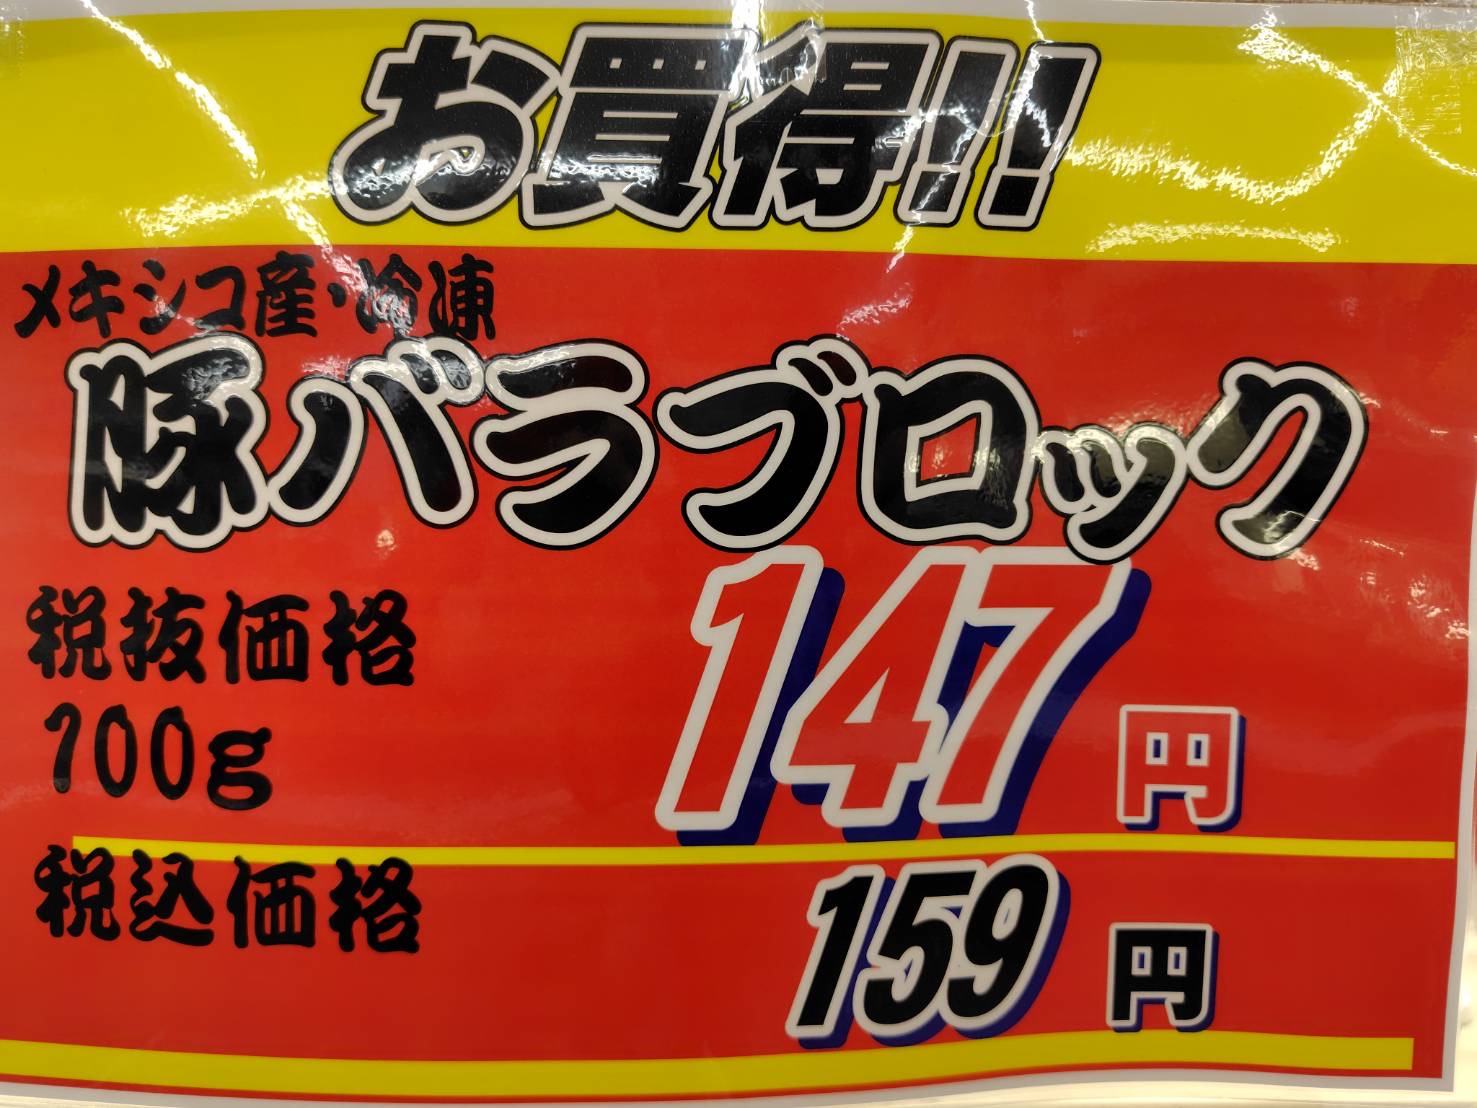 お買得!!
メキシコ産・冷凍
豚バラブロック
税抜価格
100g
147円
税込価格
159円